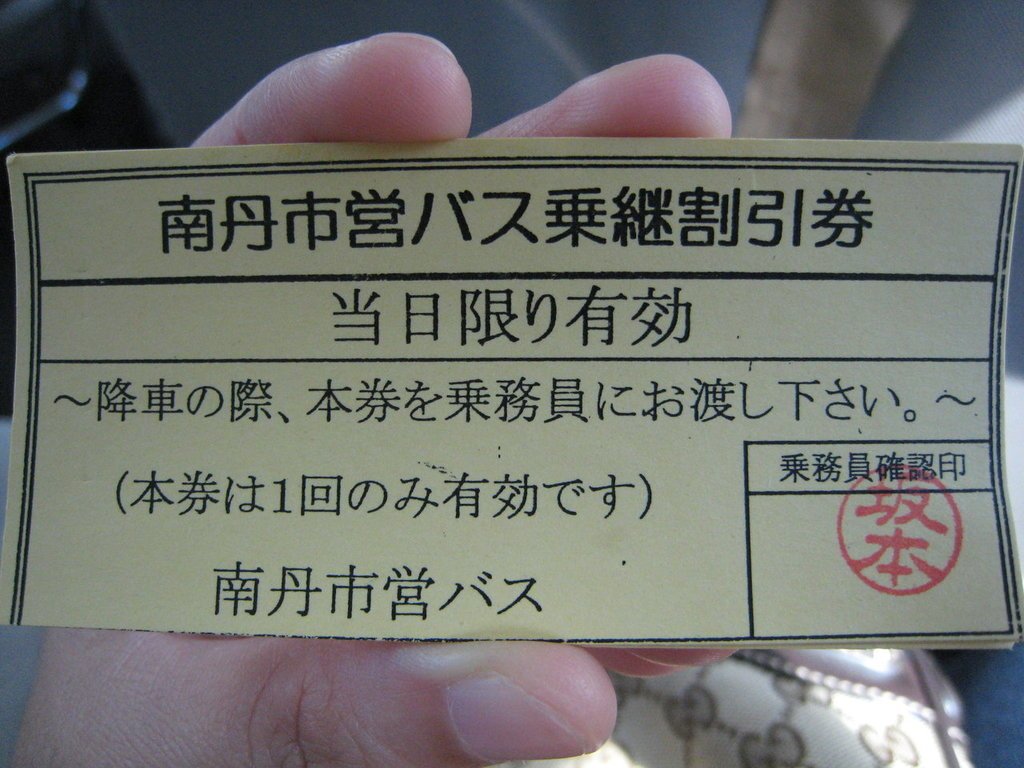 南丹市営バス乗継割引券
当日限り有効
～降車の際、本券を乗務員にお渡し下さい。～
(本券は1回のみ有効です)
乗務員確認印
坂本
南丹市営バス